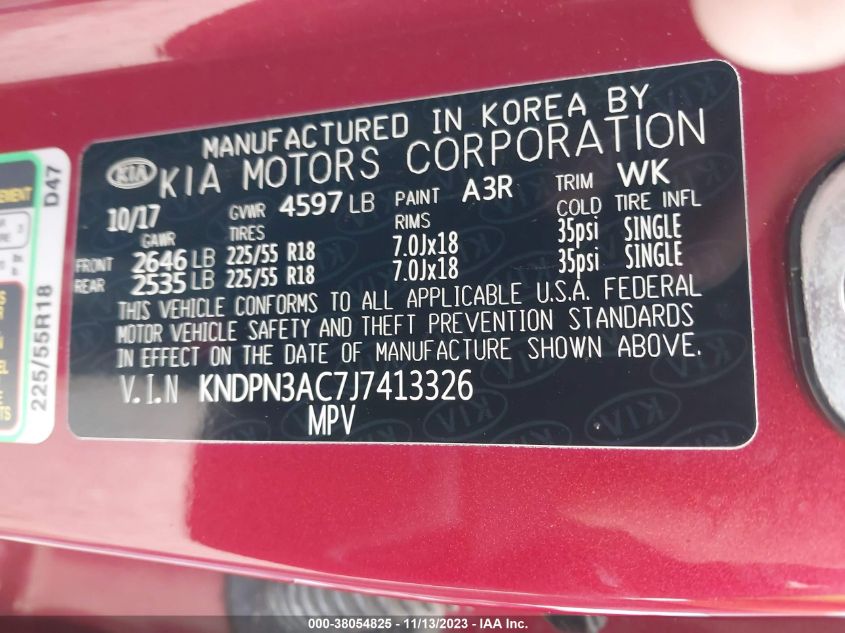 MANUFACTURED IN KOREA BY
KIA KIA MOTORS CORPORATION
10/17 GVWR 4597 LB PAINT A3R TRIM WK
GAWR TIRES RIMS COLD TIRE INFL
FRONT 2646 LB 225/55 R18 7.0Jx18 35psi SINGLE
REAR 2535 LB 225/55 R18 7.0Jx18 35psi SINGLE
THIS VEHICLE CONFORMS TO ALL APPLICABLE U.S.A. FEDERAL
MOTOR VEHICLE SAFETY AND THEFT PREVENTION STANDARDS
IN EFFECT ON THE DATE OF MANUFACTURE SHOWN ABOVE.
V.I.N KNDPN3AC7J7413326
MPV
225/55R18 D47
000-38054825 - 11/13/2023 - IAAI Inc.